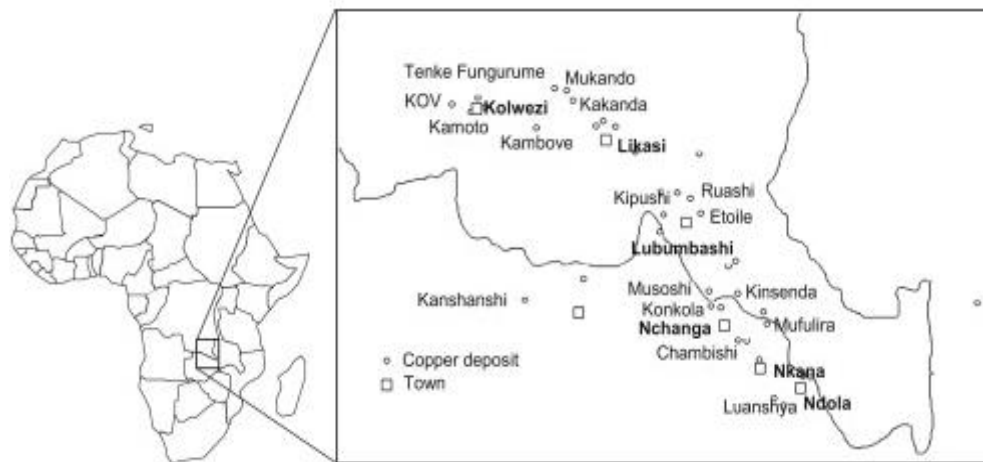 Tenke Fungurume
Mukando
KOV
Kolwezi
Kakanda
Kamoto
Kambove
Likasi
Kipushi
Ruashi
Etoile
Lubumbashi
Musoshi
Kinsenda
Kanshanshi
Konkola
Nchanga
Mufulira
Chambishi
Copper deposit
Nkana
Town
Luanshya
Ndola